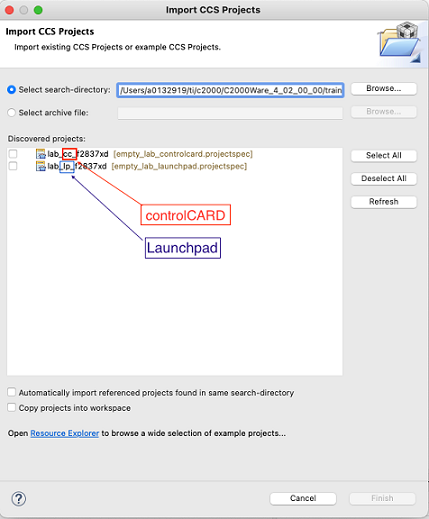 Import CCS Projects
Import CCS Projects
Import existing CCS Projects or example CCS Projects.
Select search-directory: /Users/a0132919/ti/c2000/C2000Ware_4_02_00_00/train Browse...
Select archive file: Browse...
Discovered projects:
lab_cc_f2837xd [empty_lab_controlcard.projectspec] Select All
lab_lp_f2837xd [empty_lab_launchpad.projectspec]
Deselect All
Refresh
controlCARD
Launchpad
Automatically import referenced projects found in same search-directory
Copy projects into workspace
Open Resource Explorer to browse a wide selection of example projects...
? Cancel Finish